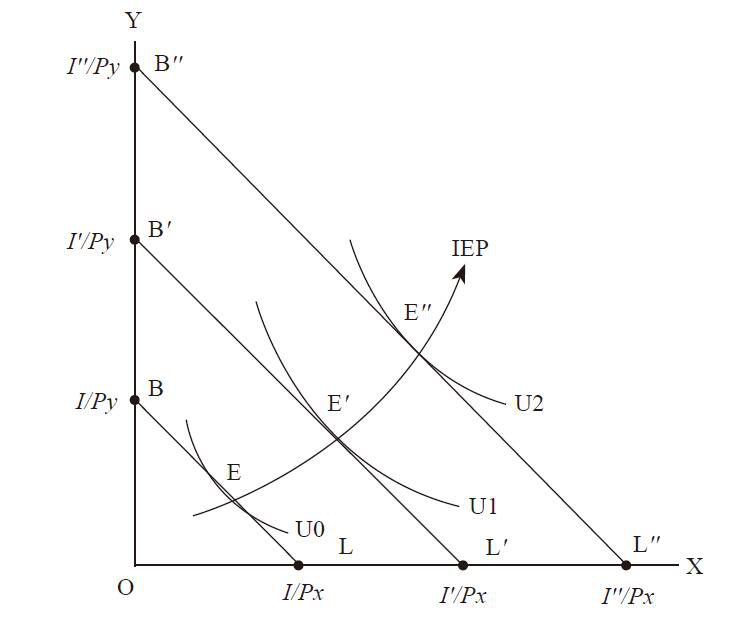 Y
I″/Py
B″
I′/Py
B′
IEP
E″
I/Py
B
E′
U2
E
U1
U0
L
L′
L″
X
O
I/Px
I′/Px
I″/Px